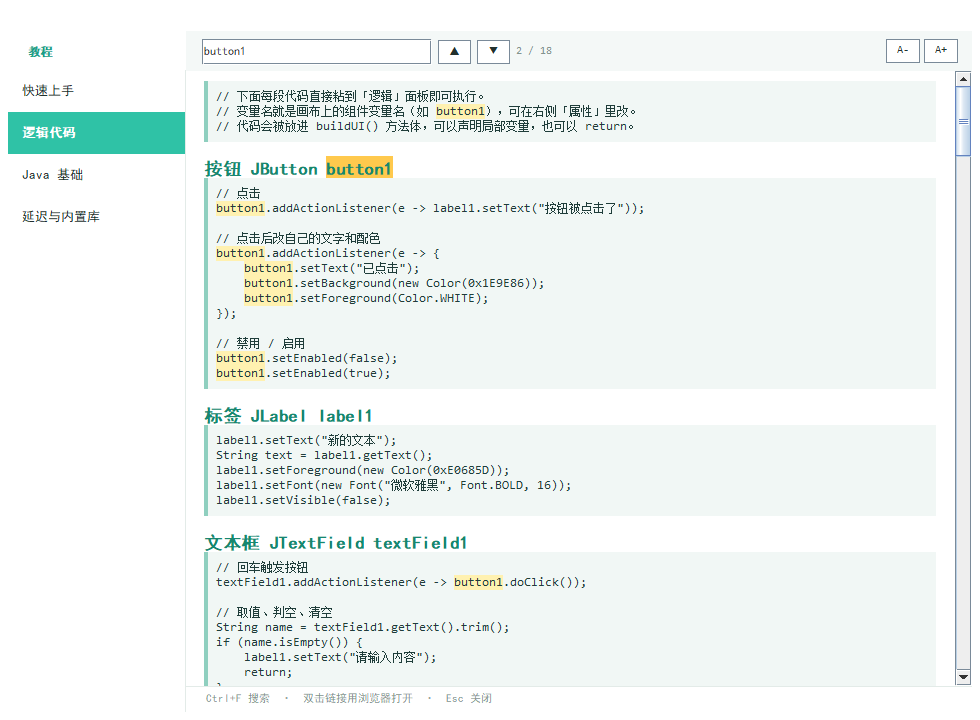 教程
快速上手
逻辑代码
Java 基础
延迟与内置库
button1
▲
▼
2 / 18
A-
A+
// 下面每段代码直接粘到「逻辑」面板即可执行。
// 变量名就是画布上的组件变量名（如 button1），可在右侧「属性」里改。
// 代码会被放进 buildUI() 方法体，可以声明局部变量，也可以 return。
按钮 JButton button1
// 点击
button1.addActionListener(e -> label1.setText("按钮被点击了"));
// 点击后改自己的文字和配色
button1.addActionListener(e -> {
    button1.setText("已点击");
    button1.setBackground(new Color(0x1E9E86));
    button1.setForeground(Color.WHITE);
});
// 禁用 / 启用
button1.setEnabled(false);
button1.setEnabled(true);
标签 JLabel label1
label1.setText("新的文本");
String text = label1.getText();
label1.setForeground(new Color(0xE0685D));
label1.setFont(new Font("微软雅黑", Font.BOLD, 16));
label1.setVisible(false);
文本框 JTextField textField1
// 回车触发按钮
textField1.addActionListener(e -> button1.doClick());
// 取值、判空、清空
String name = textField1.getText().trim();
if (name.isEmpty()) {
    label1.setText("请输入内容");
    return;
Ctrl+F 搜索 · 双击链接用浏览器打开 · Esc 关闭